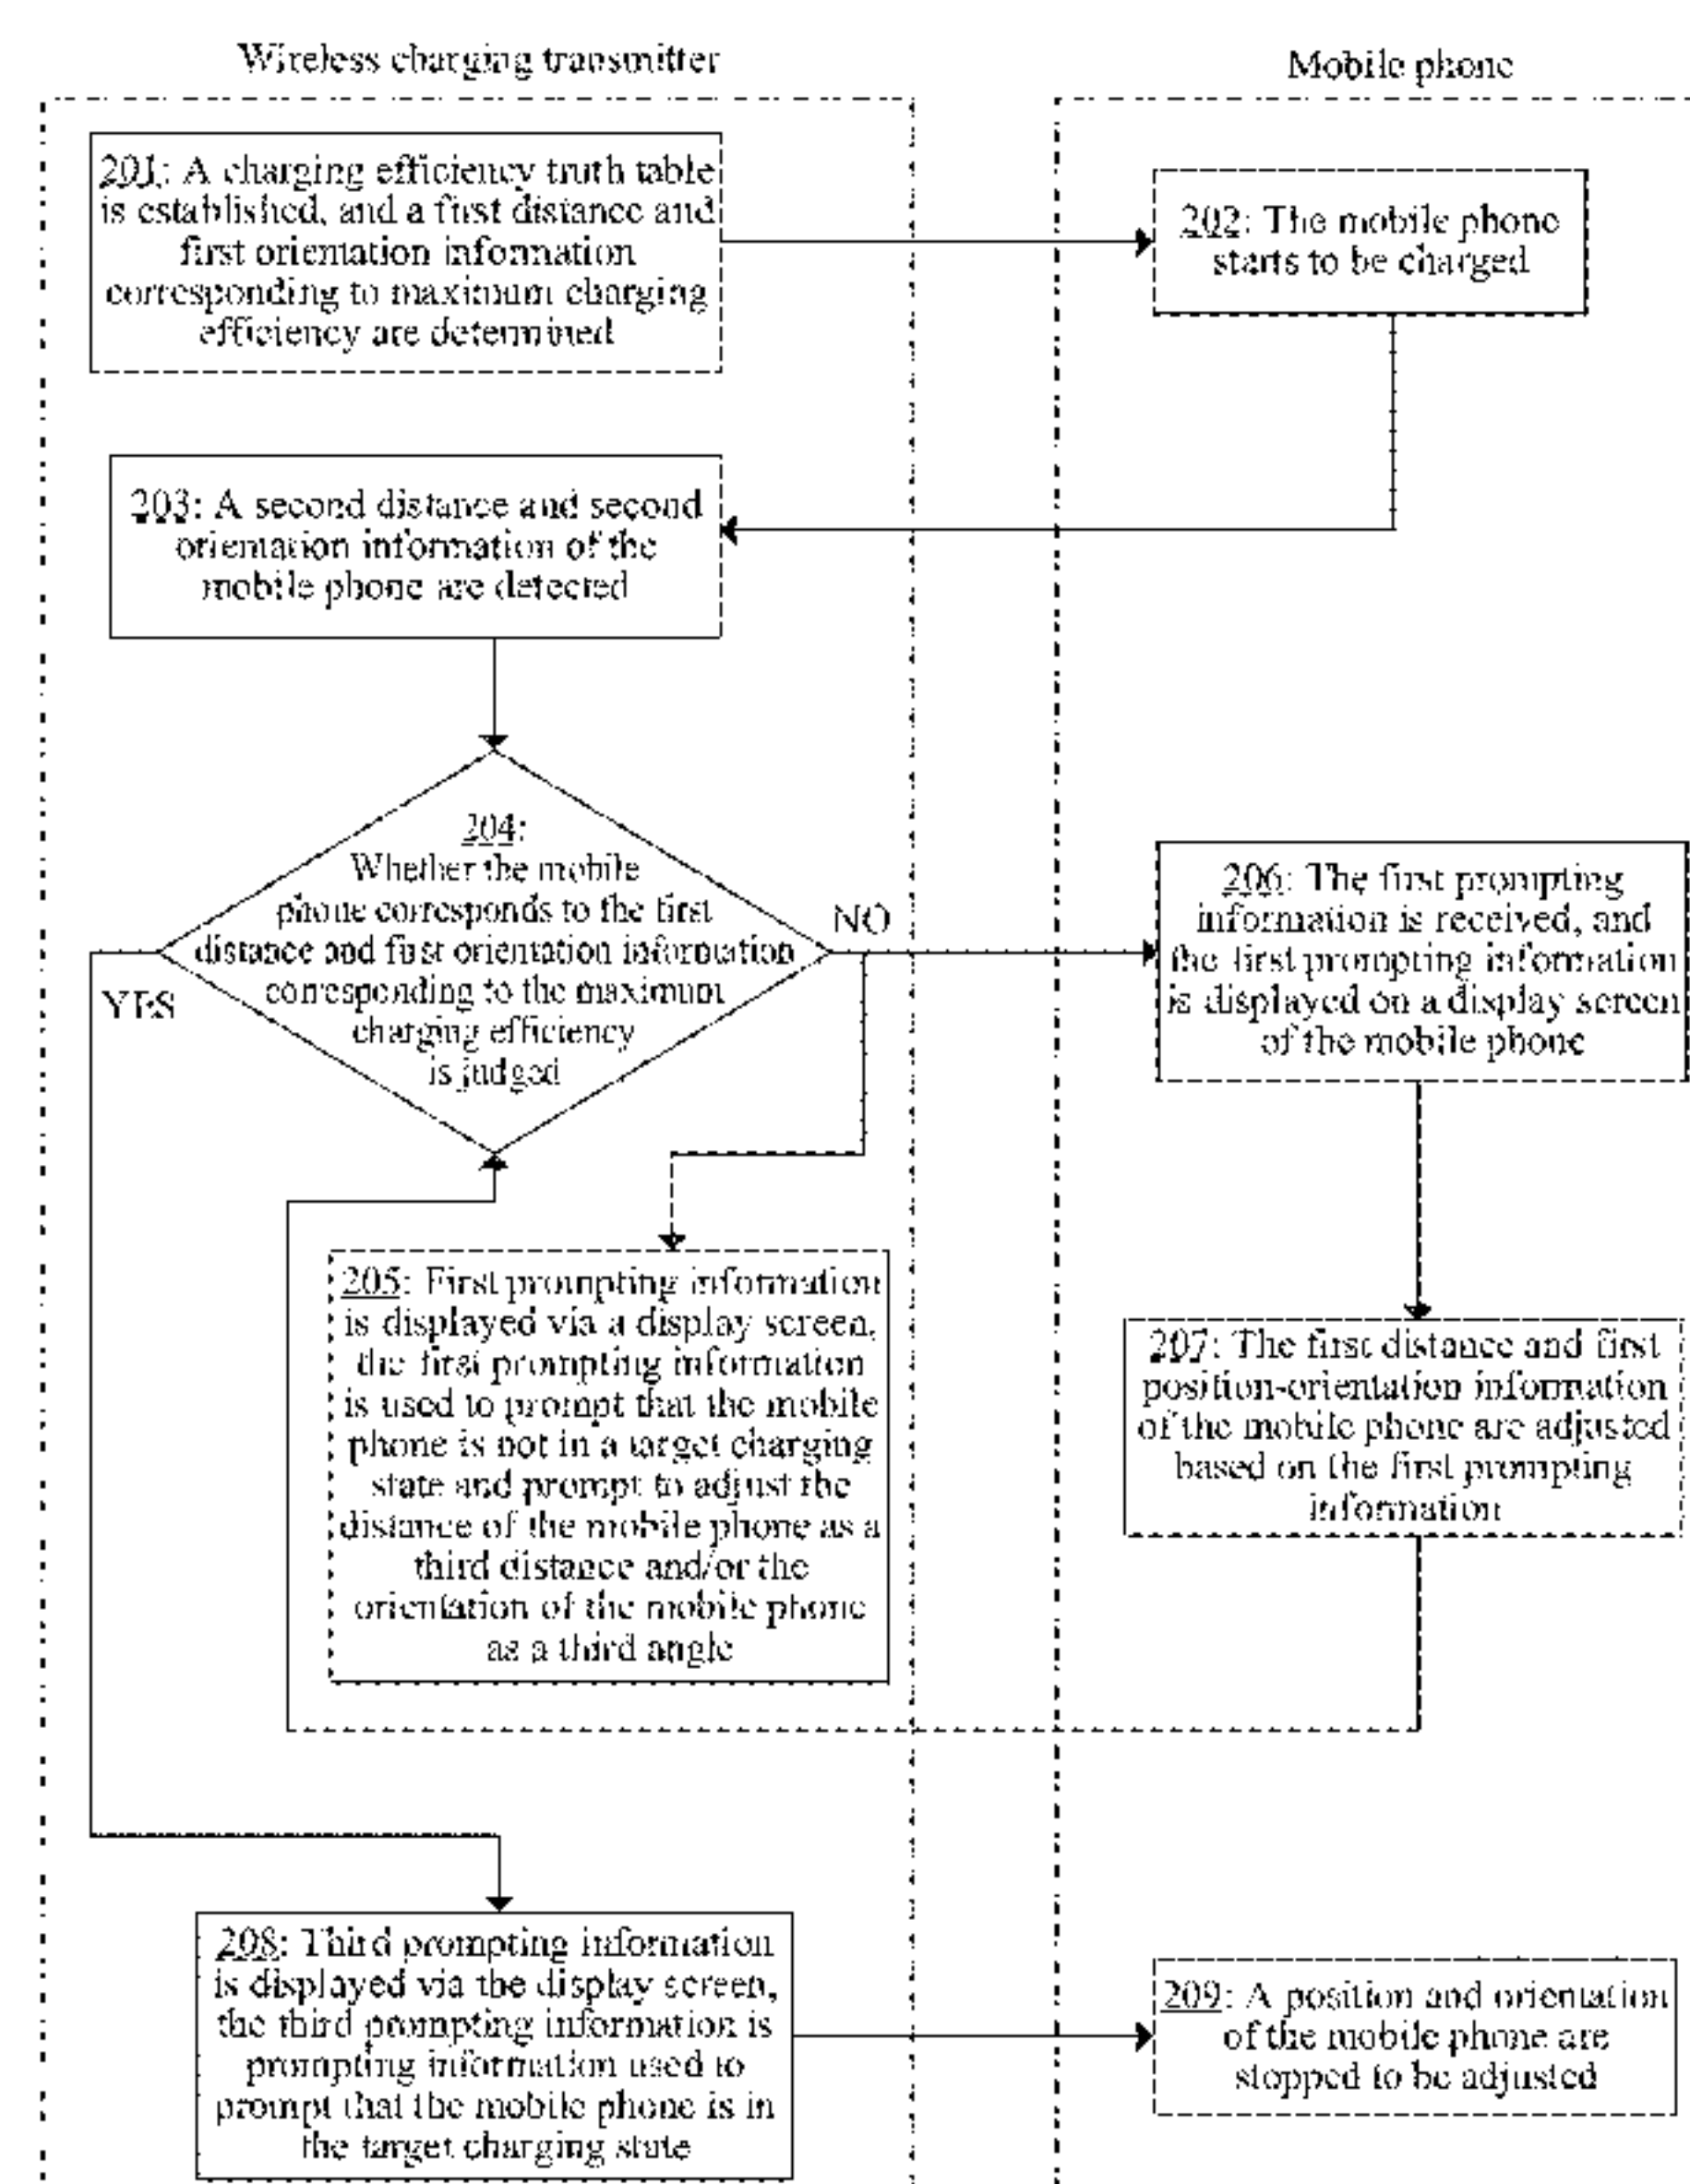 Wireless charging transmitter
Mobile phone
201: A charging efficiency truth table
is established, and a first distance and
first orientation information
corresponding to maximum charging
efficiency are determined
202: The mobile phone
starts to be charged
203: A second distance and second
orientation information of the
mobile phone are detected
204:
Whether the mobile
phone corresponds to the first
distance and first orientation information
corresponding to the maximum
charging efficiency
is judged
NO
YES
206: The first prompting
information is received, and
the first prompting information
is displayed on a display screen
of the mobile phone
205: First prompting information
is displayed via a display screen,
the first prompting information
is used to prompt that the mobile
phone is not in a target charging
state and prompt to adjust the
distance of the mobile phone as a
third distance and/or the
orientation of the mobile phone
as a third angle
207: The first distance and first
position-orientation information
of the mobile phone are adjusted
based on the first prompting
information
208: Third prompting information
is displayed via the display screen,
the third prompting information is
prompting information used to
prompt that the mobile phone is in
the target charging state
209: A position and orientation
of the mobile phone are
stopped to be adjusted